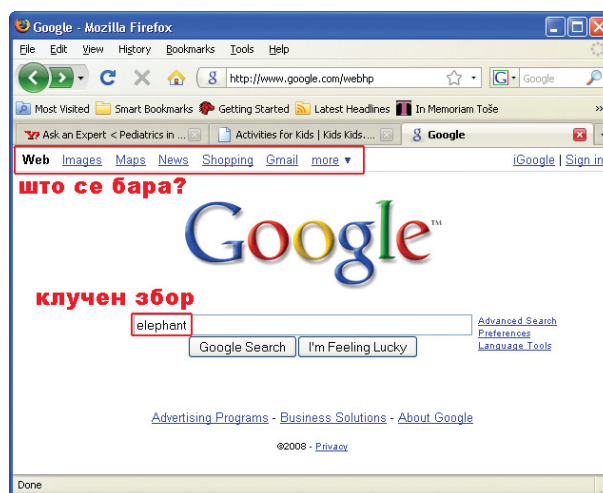 Google - Mozilla Firefox
File Edit View History Bookmarks Tools Help
http://www.google.com/webhp
Google
Most Visited Smart Bookmarks Getting Started Latest Headlines In Memoriam Toše »
Ask an Expert < Pediatrics in ... Activities for Kids | Kids Kids.... Google
Web Images Maps News Shopping Gmail more ▼ iGoogle | Sign in
што се бара?
Google™
клучен збор
elephant
Advanced Search
Preferences
Language Tools
Google Search I'm Feeling Lucky
Advertising Programs - Business Solutions - About Google
©2008 - Privacy
Done